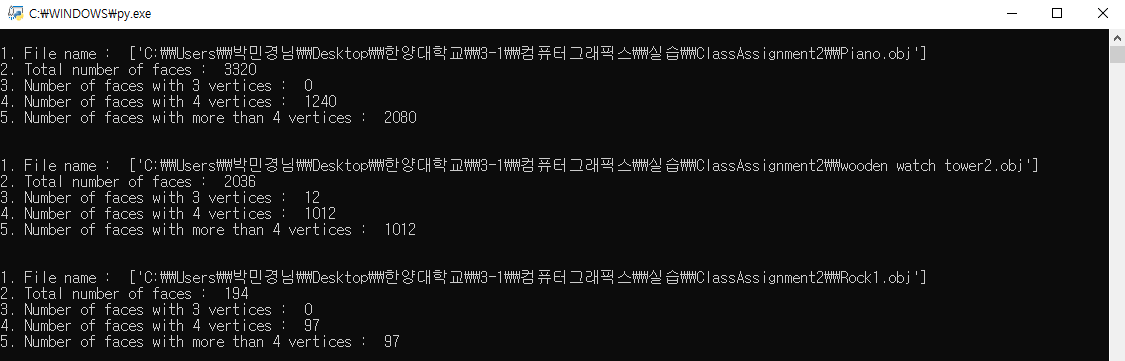 C:₩WINDOWS₩py.exe
1. File name :  ['C:₩₩Users₩₩박민경님₩₩Desktop₩₩한양대학교₩₩3-1₩₩컴퓨터그래픽스₩₩실습₩₩ClassAssignment2₩₩Piano.obj']
2. Total number of faces :  3320
3. Number of faces with 3 vertices :  0
4. Number of faces with 4 vertices :  1240
5. Number of faces with more than 4 vertices :  2080
1. File name :  ['C:₩₩Users₩₩박민경님₩₩Desktop₩₩한양대학교₩₩3-1₩₩컴퓨터그래픽스₩₩실습₩₩ClassAssignment2₩₩wooden watch tower2.obj']
2. Total number of faces :  2036
3. Number of faces with 3 vertices :  12
4. Number of faces with 4 vertices :  1012
5. Number of faces with more than 4 vertices :  1012
1. File name :  ['C:₩₩Users₩₩박민경님₩₩Desktop₩₩한양대학교₩₩3-1₩₩컴퓨터그래픽스₩₩실습₩₩ClassAssignment2₩₩Rock1.obj']
2. Total number of faces :  194
3. Number of faces with 3 vertices :  0
4. Number of faces with 4 vertices :  97
5. Number of faces with more than 4 vertices :  97